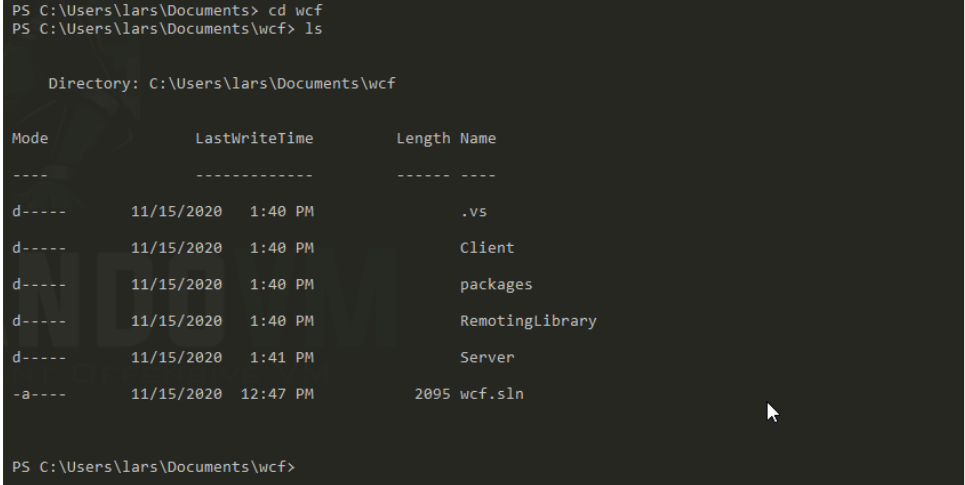 PS C:\Users\lars\Documents> cd wcf
PS C:\Users\lars\Documents\wcf> ls
Directory: C:\Users\lars\Documents\wcf
Mode                LastWriteTime         Length Name
----                -------------         ------ ----
d-----       11/15/2020   1:40 PM                .vs
d-----       11/15/2020   1:40 PM                Client
d-----       11/15/2020   1:40 PM                packages
d-----       11/15/2020   1:40 PM                RemotingLibrary
d-----       11/15/2020   1:41 PM                Server
-a----       11/15/2020  12:47 PM           2095 wcf.sln
PS C:\Users\lars\Documents\wcf>